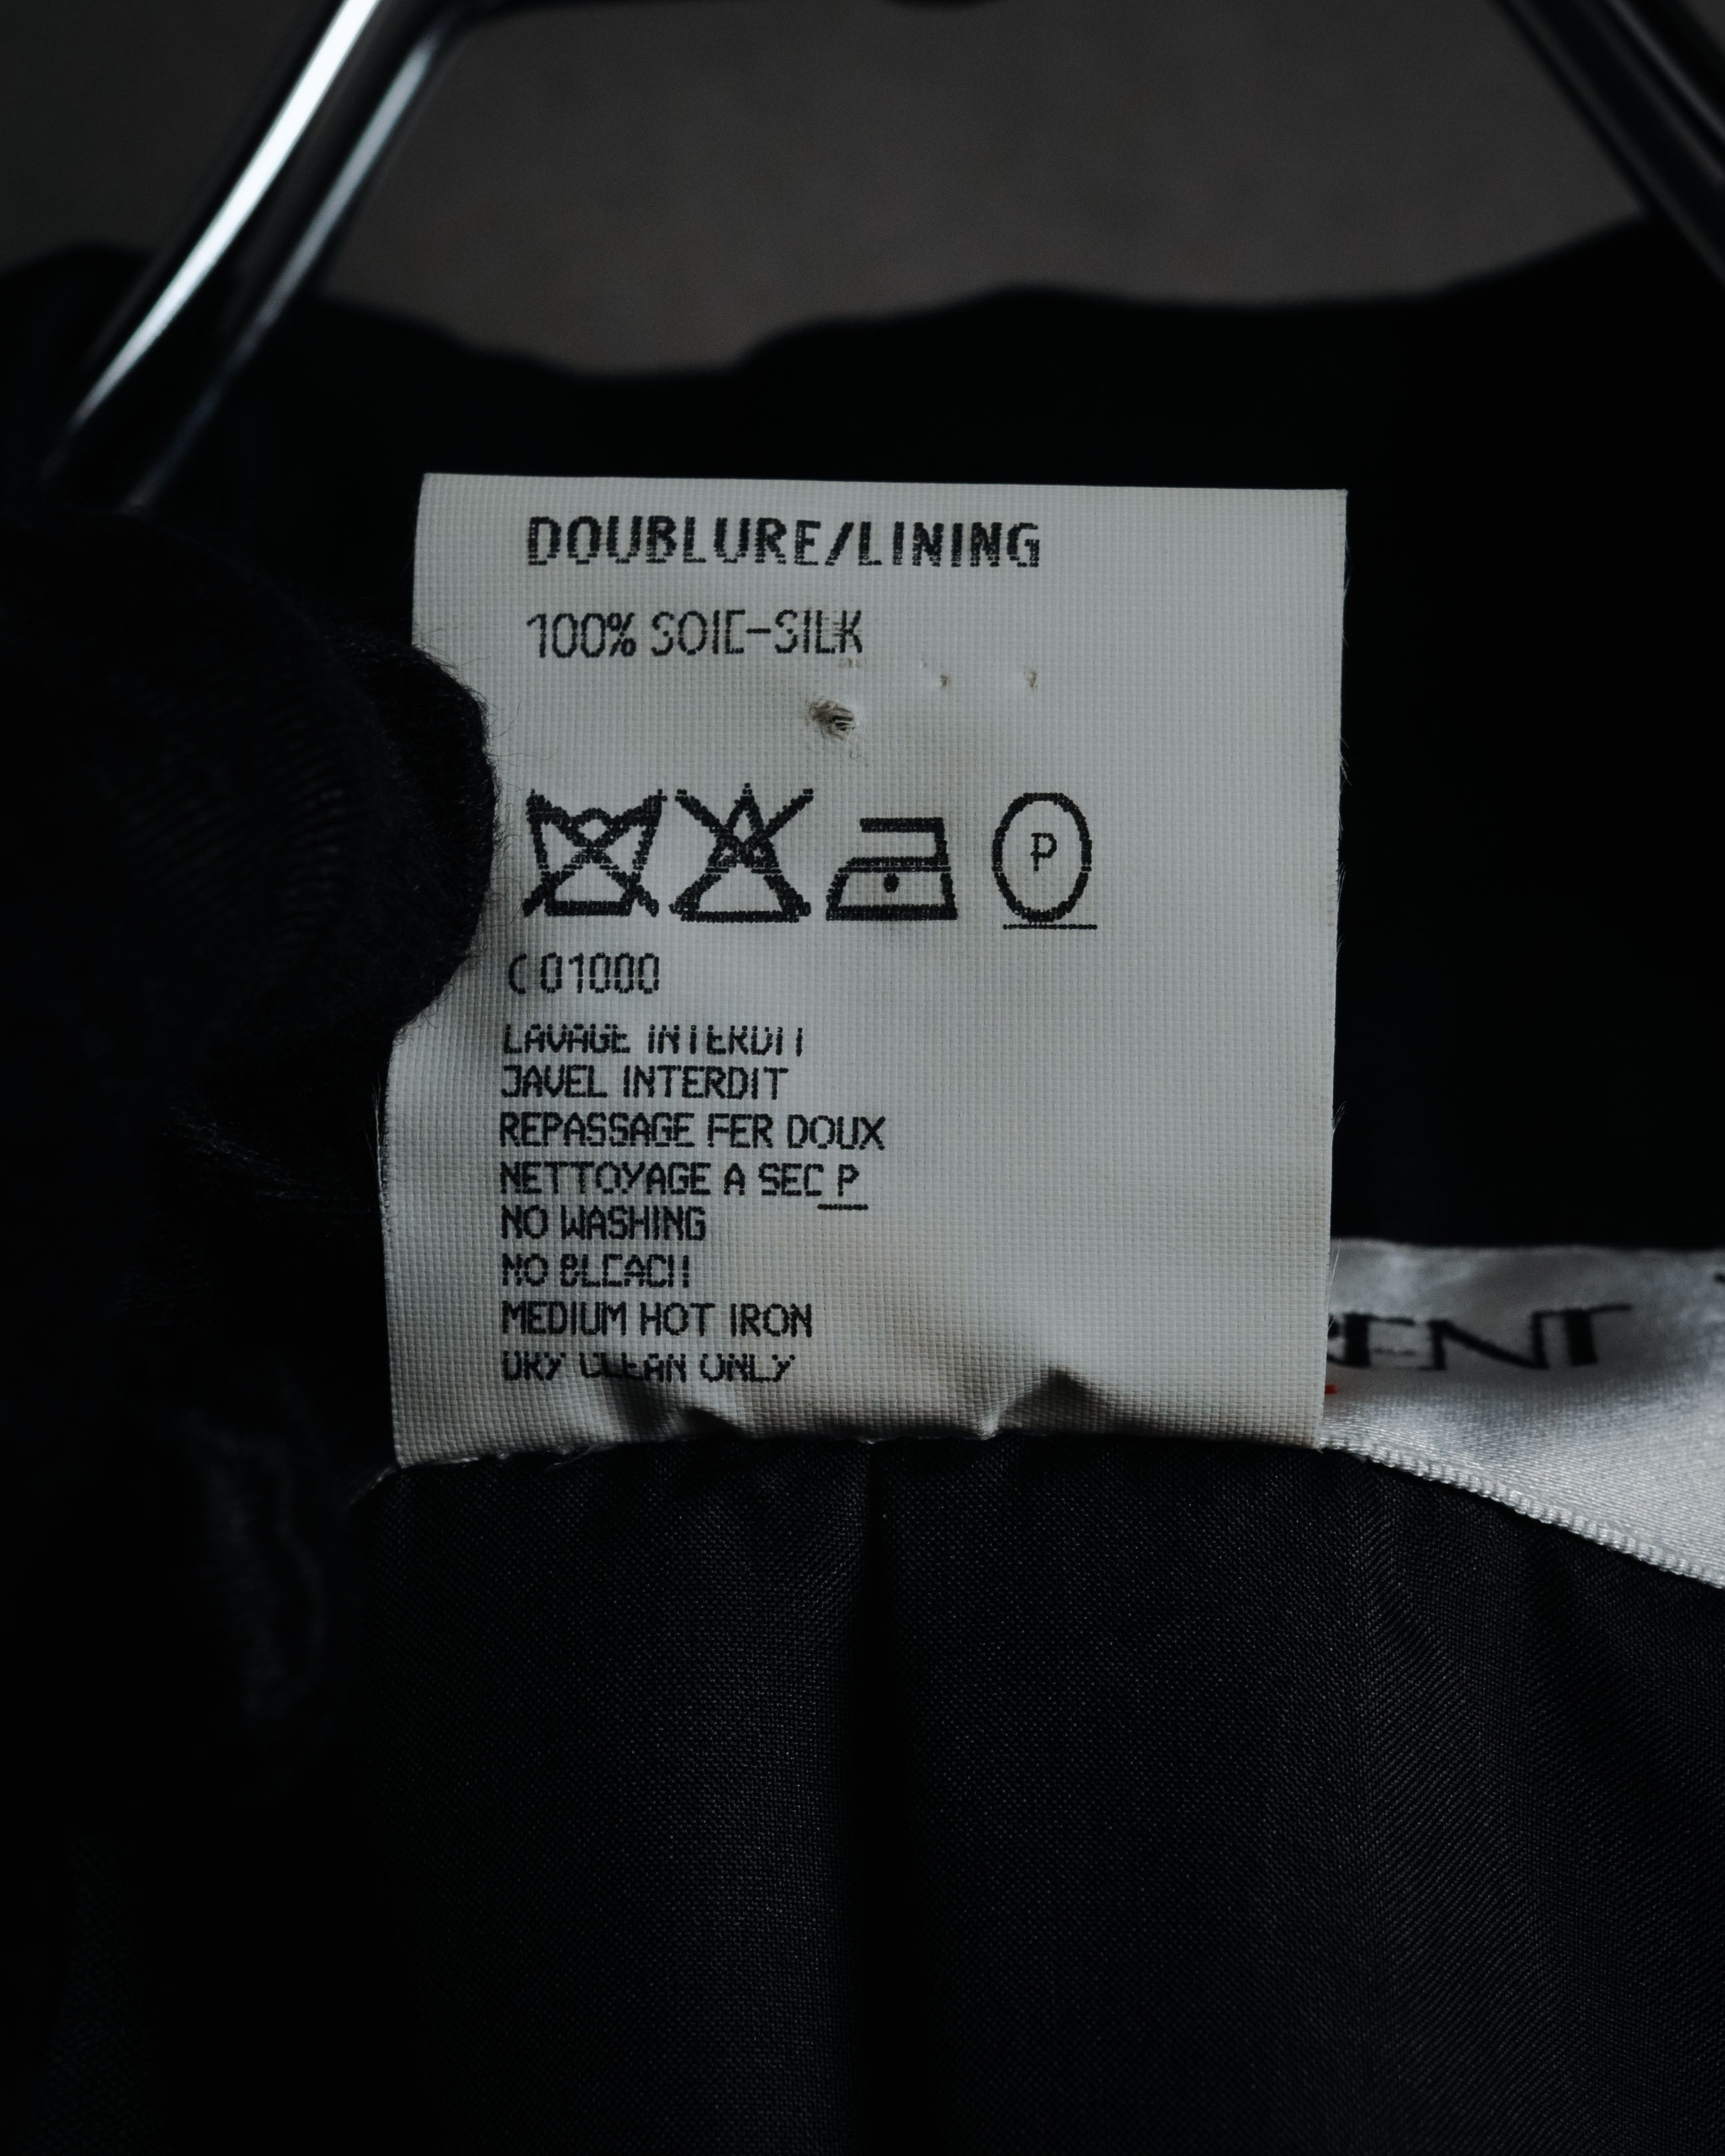 DOUBLURE/LINING
100% SOIE-SILK
P
C 01000
LAVAGE INTERDIT
JAVEL INTERDIT
REPASSAGE FER DOUX
NETTOYAGE A SEC P
NO WASHING
NO BLEACH
MEDIUM HOT IRON
DRY CLEAN ONLY
RENT